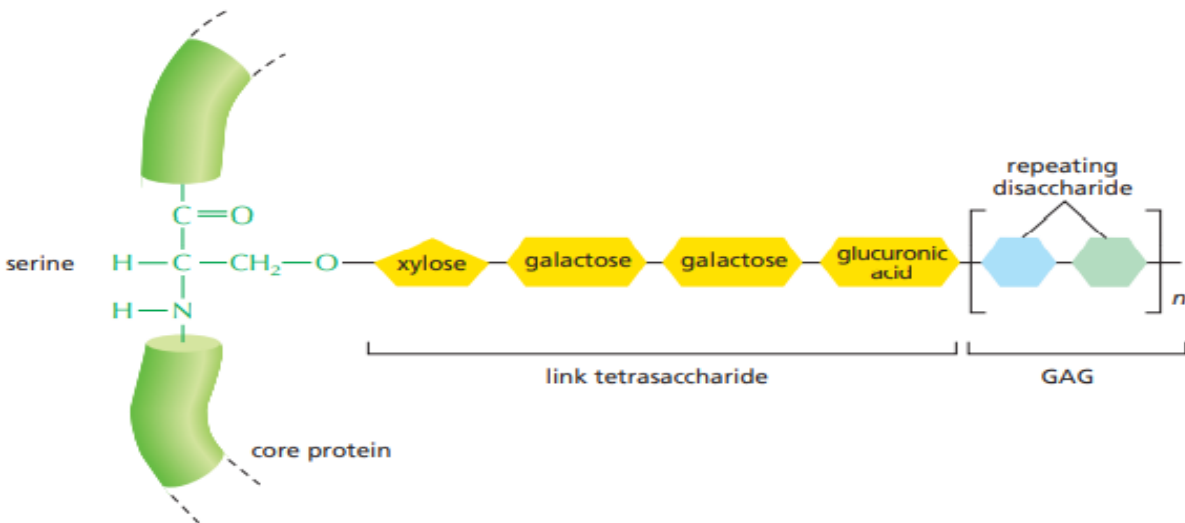 repeating
disaccharide
C=O
serine
H—C—CH₂—O
xylose
galactose
galactose
glucuronic
acid
n
H—N
link tetrasaccharide
GAG
core protein